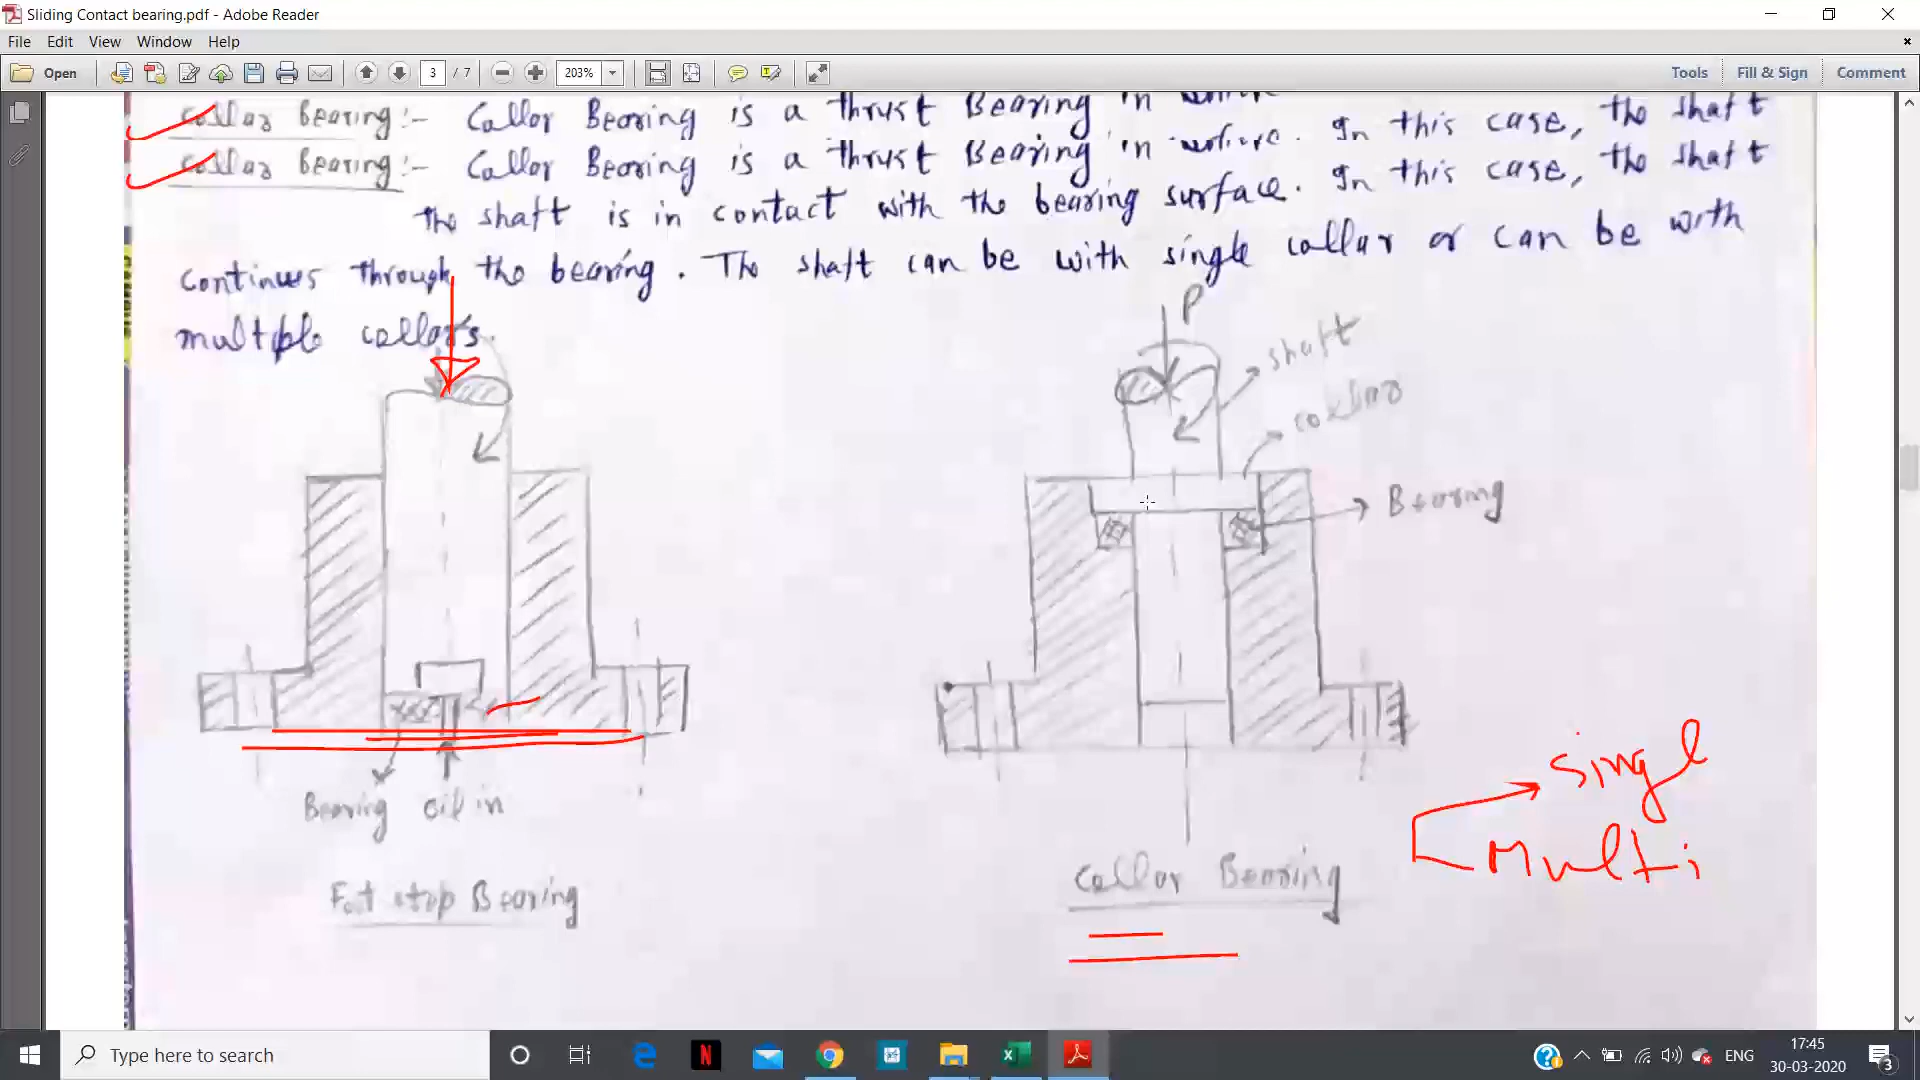 Sliding Contact bearing.pdf - Adobe Reader
File Edit View Window Help
Open 3 / 7 203% Tools Fill & Sign Comment
Collar Bearing :- Collar Bearing is a thrust Bearing in In this case, the shaft
Collar Bearing :- Collar Bearing is a thrust Bearing in In this case, the shaft
the shaft is in contact with the bearing surface.
continues through the bearing. The shaft can be with single collar or can be with
multiple collars.
P
shaft
collar
Bearing
Bearing oil in
Foot step Bearing
Collar Bearing
Singl
Multi
Type here to search
ENG
17:45
30-03-2020
3